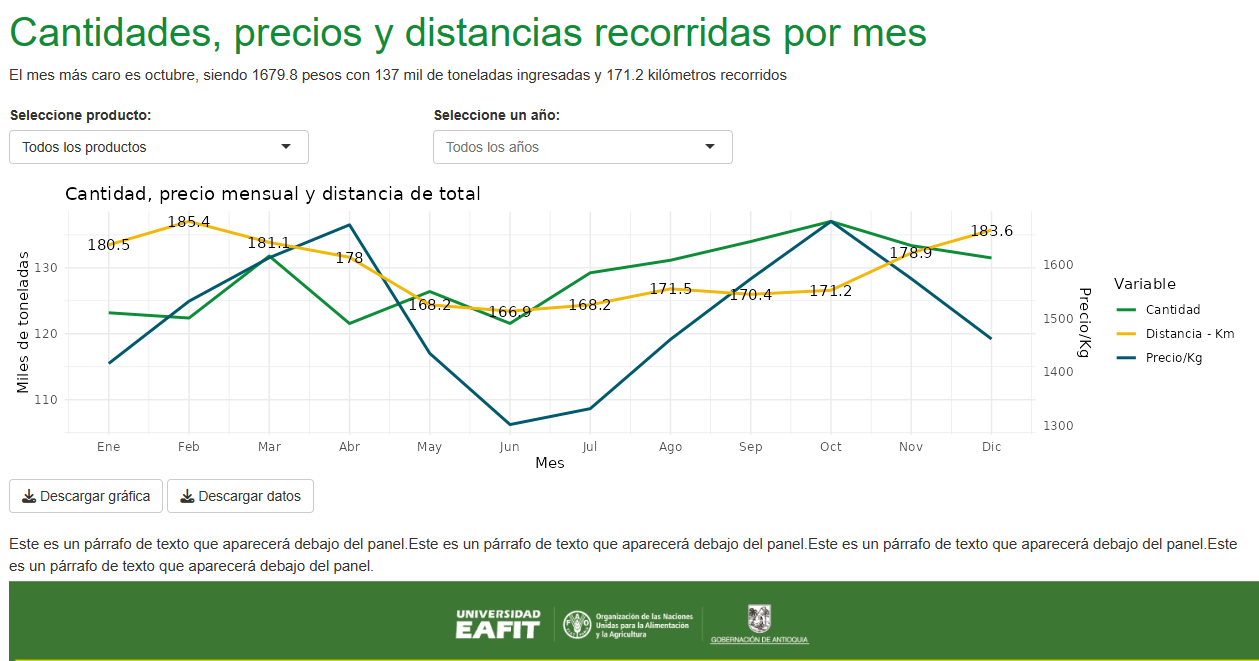 Cantidades, precios y distancias recorridas por mes
El mes más caro es octubre, siendo 1679.8 pesos con 137 mil de toneladas ingresadas y 171.2 kilómetros recorridos
Seleccione producto:
Seleccione un año:
Todos los productos
Todos los años
Cantidad, precio mensual y distancia de total
180.5
185.4
181.1
178
168.2
166.9
168.2
171.5
170.4
171.2
178.9
183.6
Miles de toneladas
130
120
110
1600
1500
1400
1300
Precio/Kg
Ene Feb Mar Abr May Jun Jul Ago Sep Oct Nov Dic
Mes
Variable
Cantidad
Distancia - Km
Precio/Kg
Descargar gráfica
Descargar datos
Este es un párrafo de texto que aparecerá debajo del panel.Este es un párrafo de texto que aparecerá debajo del panel.Este es un párrafo de texto que aparecerá debajo del panel.Este
es un párrafo de texto que aparecerá debajo del panel.
UNIVERSIDAD
EAFIT
FAO
Organización de las Naciones
Unidas para la Alimentación
y la Agricultura
GOBERNACIÓN DE ANTIOQUIA